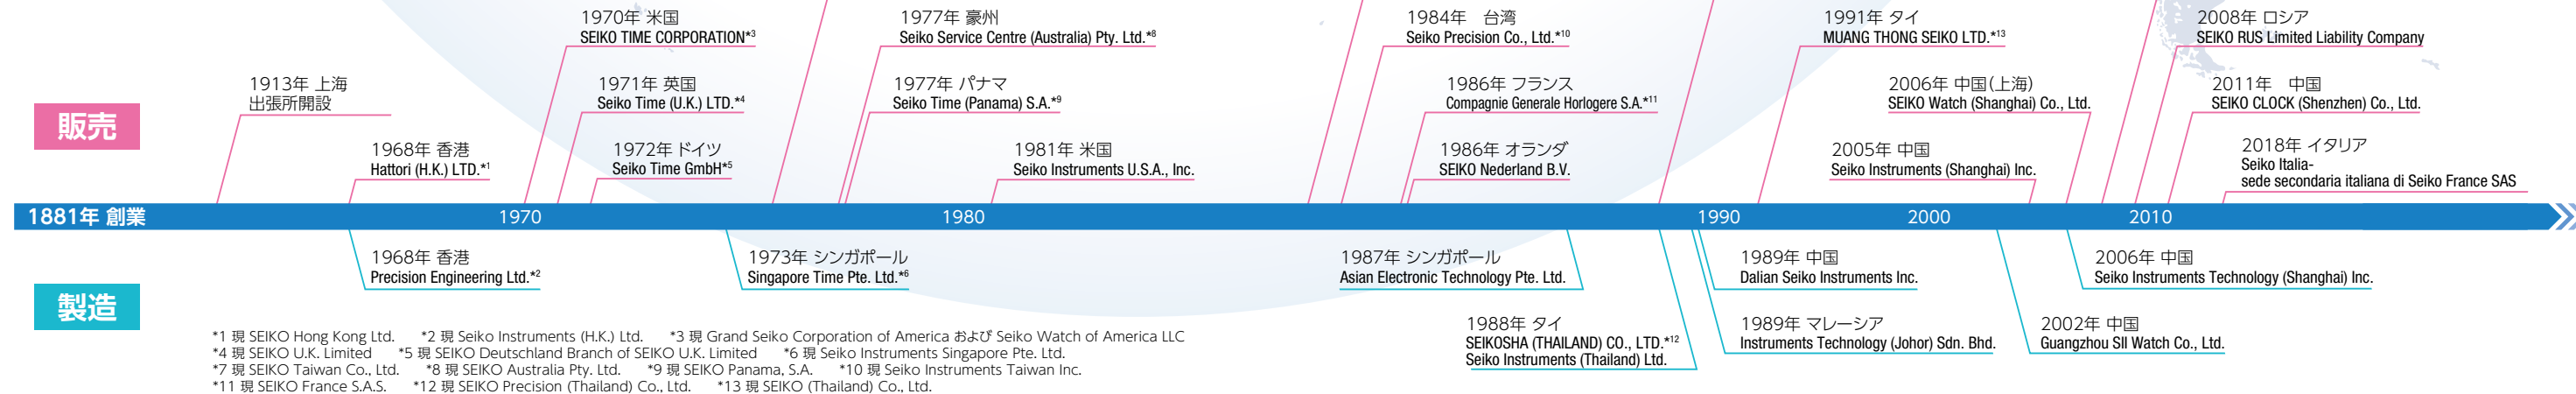 1970年 米国
SEIKO TIME CORPORATION*3
1977年 豪州
Seiko Service Centre (Australia) Pty. Ltd.*8
1984年　台湾
Seiko Precision Co., Ltd.*10
1991年 タイ
MUANG THONG SEIKO LTD.*13
2008年 ロシア
SEIKO RUS Limited Liability Company
1913年 上海
出張所開設
1971年 英国
Seiko Time (U.K.) LTD.*4
1977年 パナマ
Seiko Time (Panama) S.A.*9
1986年 フランス
Compagnie Generale Horlogere S.A.*11
2006年 中国(上海)
SEIKO Watch (Shanghai) Co., Ltd.
2011年　中国
SEIKO CLOCK (Shenzhen) Co., Ltd.
販売
1968年 香港
Hattori (H.K.) LTD.*1
1972年 ドイツ
Seiko Time GmbH*5
1981年 米国
Seiko Instruments U.S.A., Inc.
1986年 オランダ
SEIKO Nederland B.V.
2005年 中国
Seiko Instruments (Shanghai) Inc.
2018年 イタリア
Seiko Italia-
sede secondaria italiana di Seiko France SAS
1881年 創業 1970 1980 1990 2000 2010
1968年 香港
Precision Engineering Ltd.*2
1973年 シンガポール
Singapore Time Pte. Ltd.*6
1987年 シンガポール
Asian Electronic Technology Pte. Ltd.
1989年 中国
Dalian Seiko Instruments Inc.
2006年 中国
Seiko Instruments Technology (Shanghai) Inc.
製造
1988年 タイ
SEIKOSHA (THAILAND) CO., LTD.*12
Seiko Instruments (Thailand) Ltd.
1989年 マレーシア
Instruments Technology (Johor) Sdn. Bhd.
2002年 中国
Guangzhou SII Watch Co., Ltd.
*1 現 SEIKO Hong Kong Ltd.　*2 現 Seiko Instruments (H.K.) Ltd.　*3 現 Grand Seiko Corporation of America および Seiko Watch of America LLC
*4 現 SEIKO U.K. Limited　*5 現 SEIKO Deutschland Branch of SEIKO U.K. Limited　*6 現 Seiko Instruments Singapore Pte. Ltd.
*7 現 SEIKO Taiwan Co., Ltd.　*8 現 SEIKO Australia Pty. Ltd.　*9 現 SEIKO Panama, S.A.　*10 現 Seiko Instruments Taiwan Inc.
*11 現 SEIKO France S.A.S.　*12 現 SEIKO Precision (Thailand) Co., Ltd.　*13 現 SEIKO (Thailand) Co., Ltd.